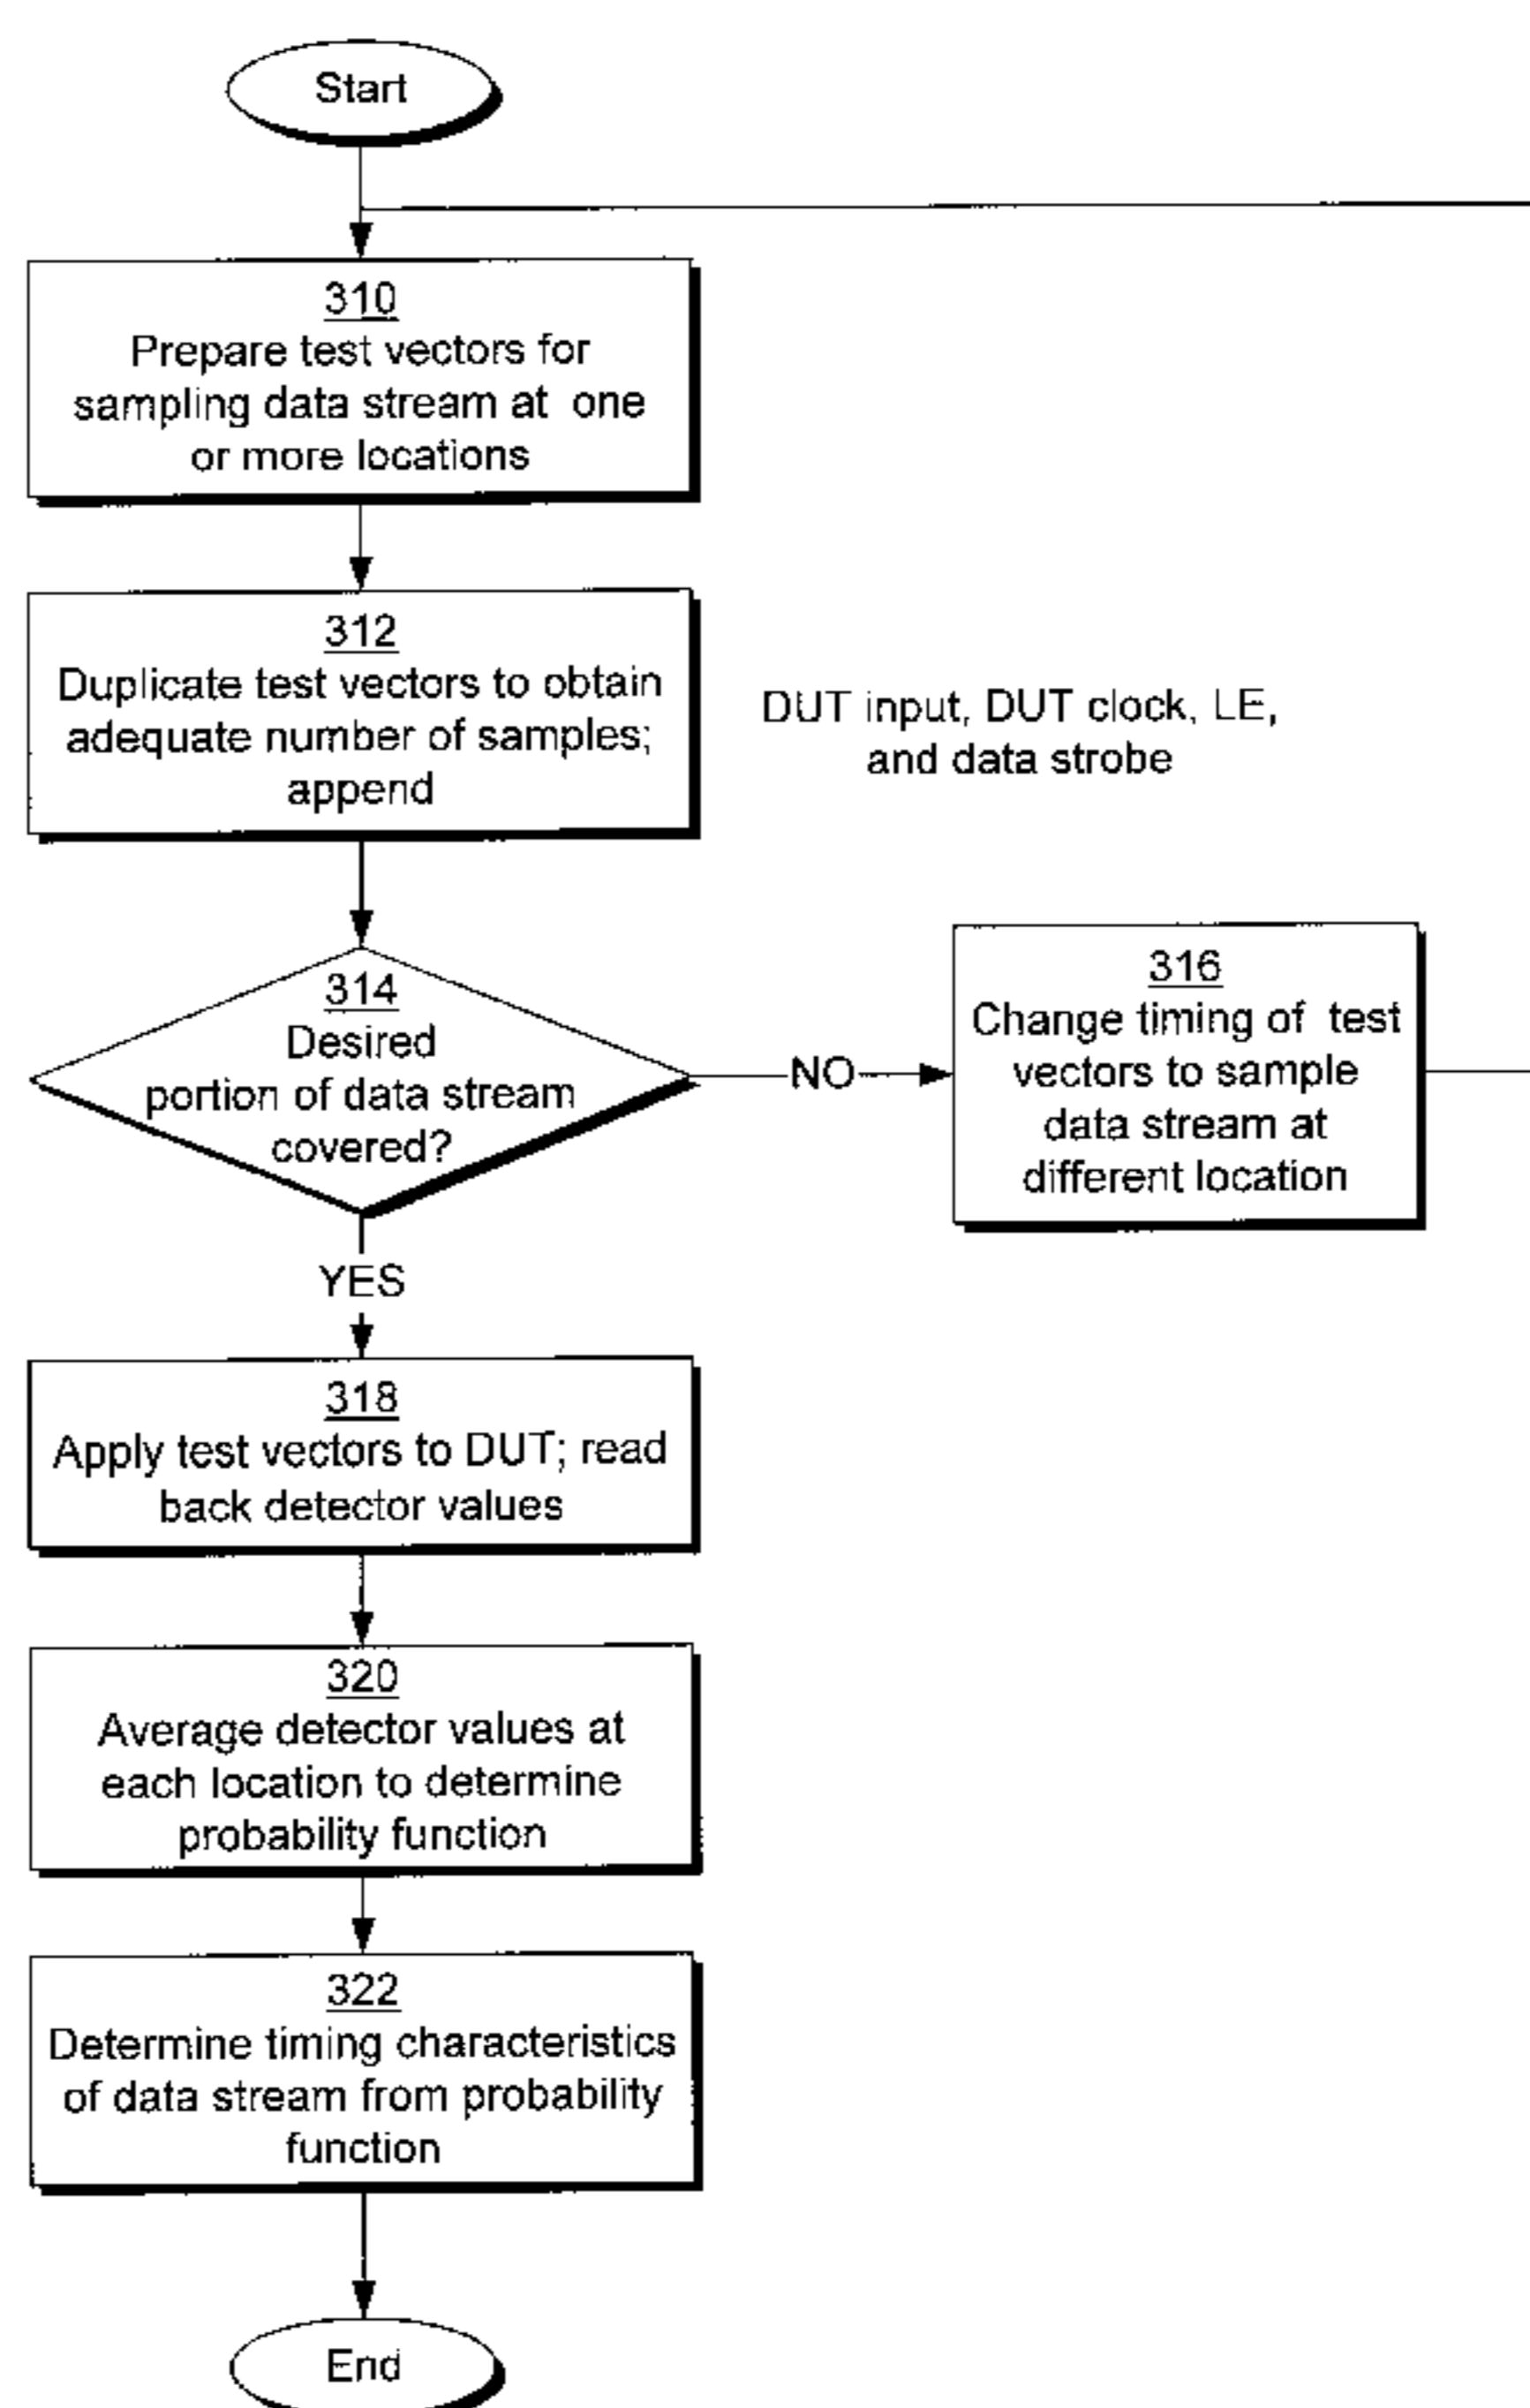 Start
310
Prepare test vectors for
sampling data stream at one
or more locations
312
Duplicate test vectors to obtain
adequate number of samples;
append
DUT input, DUT clock, LE,
and data strobe
314
Desired
portion of data stream
covered?
NO
316
Change timing of test
vectors to sample
data stream at
different location
YES
318
Apply test vectors to DUT; read
back detector values
320
Average detector values at
each location to determine
probability function
322
Determine timing characteristics
of data stream from probability
function
End